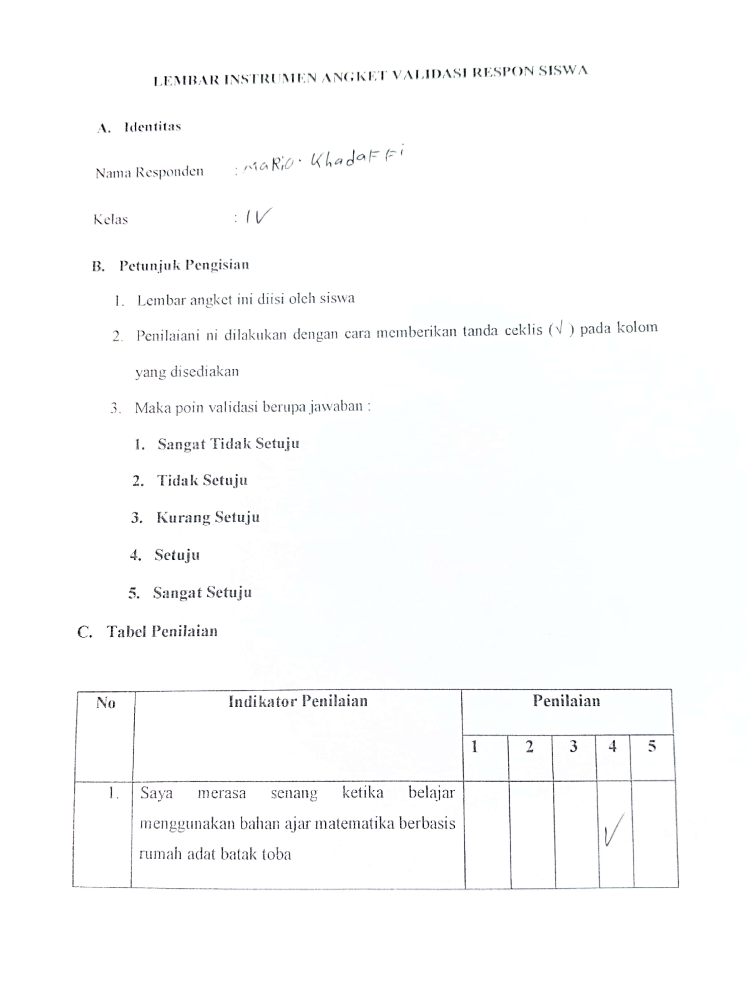 LEMBAR INSTRUMEN ANGKET VALIDASI RESPON SISWA
A. Identitas
Nama Responden : MaRio. KhadaFFi
Kelas : IV
B. Petunjuk Pengisian
1. Lembar angket ini diisi oleh siswa
2. Penilaiani ni dilakukan dengan cara memberikan tanda ceklis (√ ) pada kolom
yang disediakan
3. Maka poin validasi berupa jawaban :
1. Sangat Tidak Setuju
2. Tidak Setuju
3. Kurang Setuju
4. Setuju
5. Sangat Setuju
C. Tabel Penilaian
No Indikator Penilaian Penilaian
1 2 3 4 5
1. Saya merasa senang ketika belajar
menggunakan bahan ajar matematika berbasis
rumah adat batak toba
√